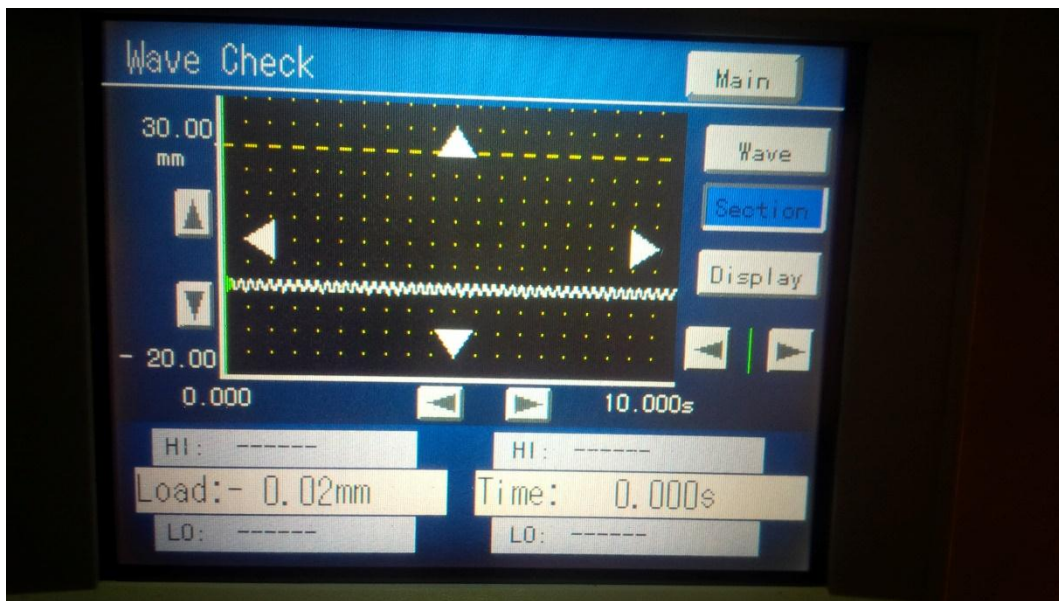 Wave Check
Main
30.00
mm
Wave
Section
Display
- 20.00
0.000
10.000s
HI: ------
HI: ------
Load:- 0.02mm
Time: 0.000s
LO: ------
LO: ------